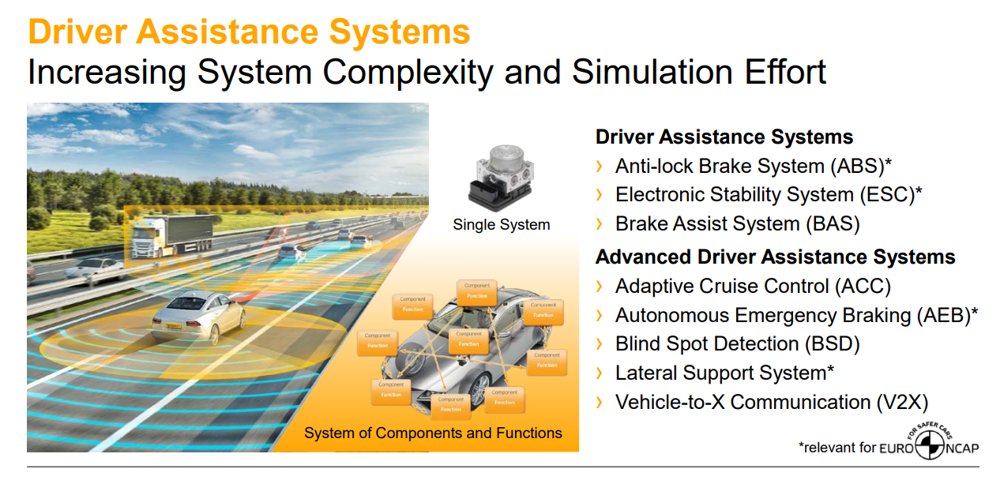 Driver Assistance Systems
Increasing System Complexity and Simulation Effort
Single System
Component
Function
Component
Function
Component
Function
Component
Function
Component
Function
Component
Function
Component
Function
Component
Function
Component
Function
System of Components and Functions
Driver Assistance Systems
› Anti-lock Brake System (ABS)*
› Electronic Stability System (ESC)*
› Brake Assist System (BAS)
Advanced Driver Assistance Systems
› Adaptive Cruise Control (ACC)
› Autonomous Emergency Braking (AEB)*
› Blind Spot Detection (BSD)
› Lateral Support System*
› Vehicle-to-X Communication (V2X)
*relevant for EURO NCAP
FOR SAFER CARS